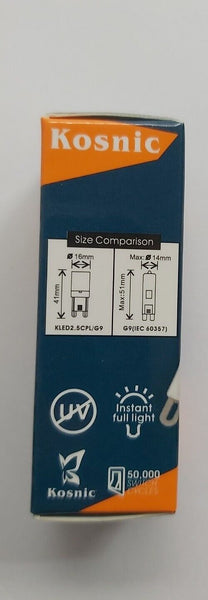 Kosnic
Size Comparison
Ø 16mm
Max: Ø 14mm
41mm
Max: 51mm
KLED2.5CPL/G9
G9(IEC 60357)
UV
Instant
full light
Kosnic
50,000
SWITCH
CYCLES